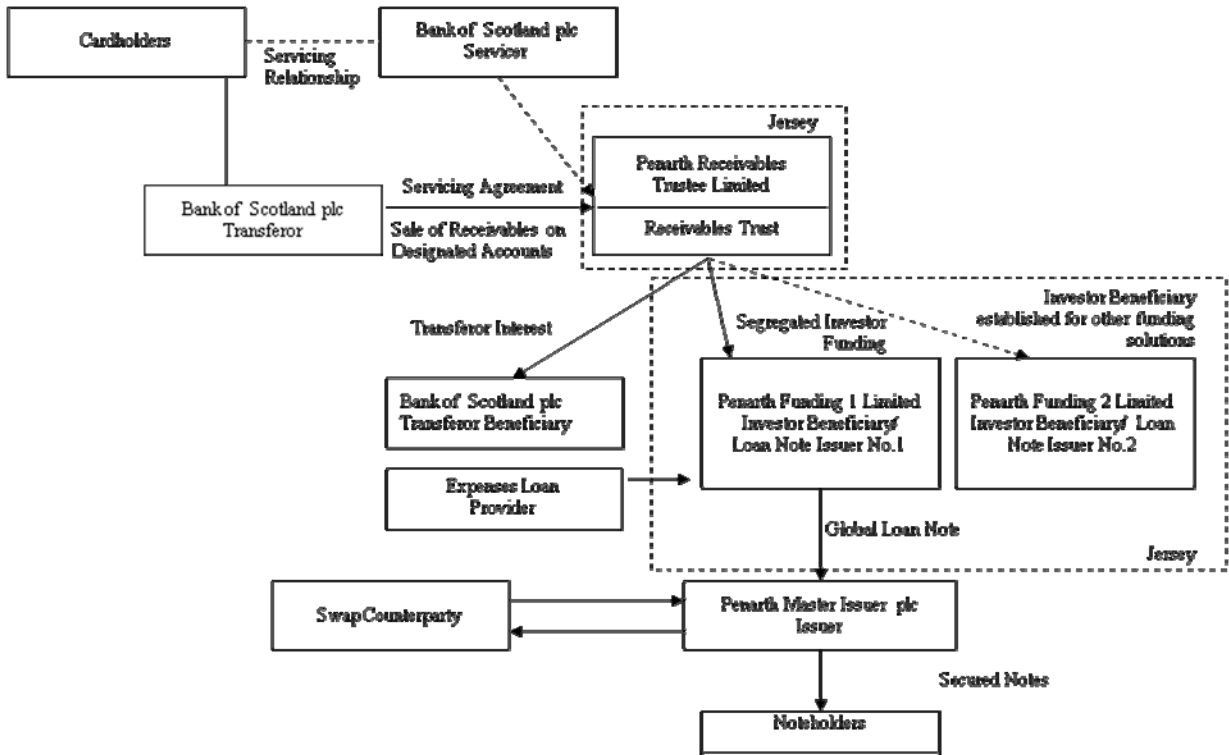 Cardholders
Bank of Scotland plc
Servicer
Servicing
Relationship
Jersey
Penarth Receivables
Trustee Limited
Receivables Trust
Bank of Scotland plc
Transferor
Servicing Agreement
Sale of Receivables on
Designated Accounts
Transferor Interest
Segregated Investor
Funding
Investor Beneficiary
established for other funding
solutions
Bank of Scotland plc
Transferor Beneficiary
Penarth Funding 1 Limited
Investor Beneficiary/
Loan Note Issuer No.1
Penarth Funding 2 Limited
Investor Beneficiary/ Loan
Note Issuer No.2
Expenses Loan
Provider
Global Loan Note
Jersey
Swap Counterparty
Penarth Master Issuer plc
Issuer
Secured Notes
Noteholders